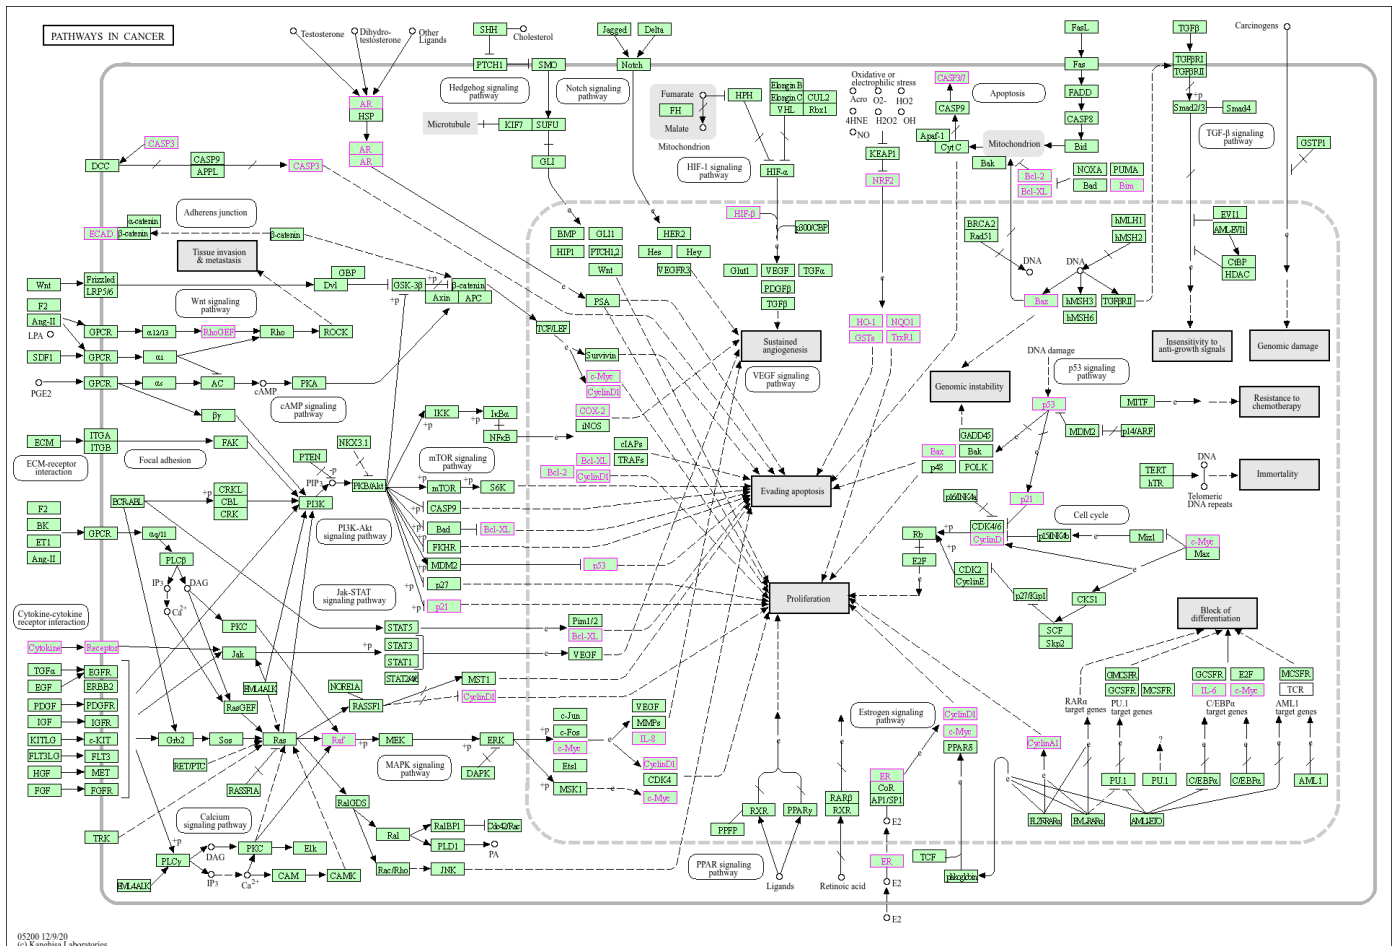 PATHWAYS IN CANCER
Testosterone
Dihydro-
testosterone
Other
Ligands
SHH
Cholesterol
PTCH1
SMO
Hedgehog signaling
pathway
Microtubule
KIF7
SUFU
GLI
Jagged
Delta
Notch
Notch signaling
pathway
Fumarate
FH
Malate
Mitochondrion
HPH
Elongin B
Elongin C
CUL2
VHL
Rbx1
HIF-1 signaling
pathway
HIF-α
Oxidative or
electrophilic stress
Acro
O2-
HO2
4HNE
H2O2
OH
NO
KEAP1
NRF2
CASP3/7
CASP9
Apaf-1
CytC
Apoptosis
Mitochondrion
FasL
Fas
FADD
CASP8
Bid
Bak
Bcl-2
Bcl-XL
NOXA
PUMA
Bad
Bim
TGFβ
TGFβRI
TGFβRII
+p
Smad2/3
Smad4
TGF-β signaling
pathway
Carcinogens
GSTP1
AR
HSP
AR
AR
CASP3
DCC
CASP9
APPL
CASP3
Adherens junction
α-catenin
ECAD
β-catenin
β-catenin
Tissue invasion
& metastasis
Wnt
Frizzled
LRP5/6
Dvl
GBP
GSK-3β
+p
β-catenin
Axin
APC
+p
Wnt signaling
pathway
F2
Ang-II
LPA
GPCR
α12/13
RhoGEF
Rho
ROCK
SDF1
GPCR
αi
PGE2
GPCR
αs
AC
cAMP
PKA
cAMP signaling
pathway
βγ
TCF/LEF
e
HIF-β
p300/CBP
BMP
GLI1
HIP1
PTCH1,2
Wnt
HER2
Hes
Hey
VEGFR3
Glut1
VEGF
TGFα
PDGFβ
TGFβ
PSA
Sustained
angiogenesis
VEGF signaling
pathway
HO-1
NQO1
GSTs
TrxR1
BRCA2
Rad51
DNA
hMLH1
hMSH2
DNA
Bax
hMSH3
TGFβRII
hMSH6
EVI1
AML-EVI1
CtBP
HDAC
Insensitivity to
anti-growth signals
Genomic damage
Survivin
c-Myc
CyclinD1
COX-2
iNOS
IKK
IκBα
NFκB
+p
cIAPs
Bcl-XL
TRAFs
Bcl-2
CyclinD1
Genomic instability
DNA damage
p53 signaling
pathway
p53
MDM2
p14/ARF
MITF
Resistance to
chemotherapy
GADD45
Bax
Bak
p48
POLK
TERT
hTR
DNA
Telomeric
DNA repeats
Immortality
ECM
ITGA
ITGB
FAK
Focal adhesion
ECM-receptor
interaction
PTEN
PIP3
-p
NKX3.1
PKB/Akt
PI3K
mTOR signaling
pathway
mTOR
S6K
+p
CASP9
Bad
Bcl-XL
FKHR
MDM2
p53
p27
p21
PI3K-Akt
signaling pathway
BCR-ABL
CRKL
CBL
CRK
Evading apoptosis
F2
BK
ET1
Ang-II
GPCR
αq/11
PLCβ
IP3
DAG
Ca2+
p21
p16/INK4a
CDK4/6
CyclinD
p15/INK4b
Miz1
Cell cycle
c-Myc
Max
Rb
E2F
CDK2
CyclinE
p27/Kip1
CKS1
SCF
Skp2
Proliferation
Block of
differentiation
Cytokine-cytokine
receptor interaction
Jak-STAT
signaling pathway
Cytokine
Receptor
PKC
Jak
STAT5
STAT3
STAT1
Pim1/2
Bcl-XL
VEGF
TGFα
EGFR
EGF
ERBB2
PDGF
PDGFR
IGF
IGFR
KITLG
c-KIT
FLT3LG
FLT3
HGF
MET
FGF
FGFR
EML4ALK
RasGEF
NORE1A
RASSF1
MST1
CyclinD1
Grb2
Sos
Ras
Raf
+p
MEK
+p
ERK
DAPK
RET/PTC
RASSF1A
MAPK signaling
pathway
c-Jun
c-Fos
c-Myc
Ets1
MSK1
VEGF
MMPs
IL-8
CyclinD1
CDK4
c-Myc
TRK
Calcium
signaling pathway
RalGDS
Ral
RalBP1
Cdc42/Rac
PLD1
PA
Rac/Rho
JNK
PLCγ
DAG
IP3
PKC
Elk
Ca2+
CAM
CAMK
EML4ALK
RXR
PPARγ
PPFP
PPAR signaling
pathway
Ligands
RARβ
RXR
Retinoic acid
Estrogen signaling
pathway
CyclinD1
c-Myc
PPARδ
ER
CoR
AP1/SP1
E2
ER
E2
E2
TCF
CyclinA1
RARα
target genes
GMCSFR
GCSFR
MCSFR
PU.1
target genes
GCSFR
E2F
IL-6
c-Myc
C/EBPα
target genes
MCSFR
TCR
AML1
target genes
?
PU.1
PU.1
C/EBPα
C/EBPα
AML1
AML1-ETO
05200 12/9/20
(c) Kanehisa Laboratories